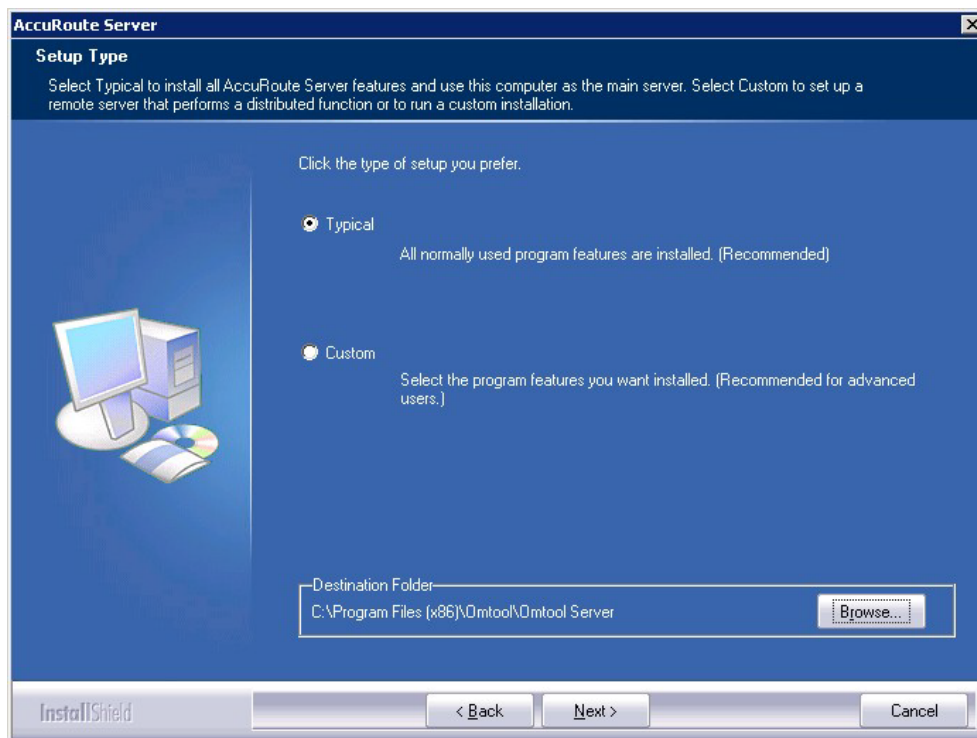 AccuRoute Server
Setup Type
Select Typical to install all AccuRoute Server features and use this computer as the main server. Select Custom to set up a
remote server that performs a distributed function or to run a custom installation.
Click the type of setup you prefer.
Typical
All normally used program features are installed. (Recommended)
Custom
Select the program features you want installed. (Recommended for advanced
users.)
Destination Folder
C:\Program Files (x86)\Omtool\Omtool Server
Browse...
InstallShield
< Back
Next >
Cancel